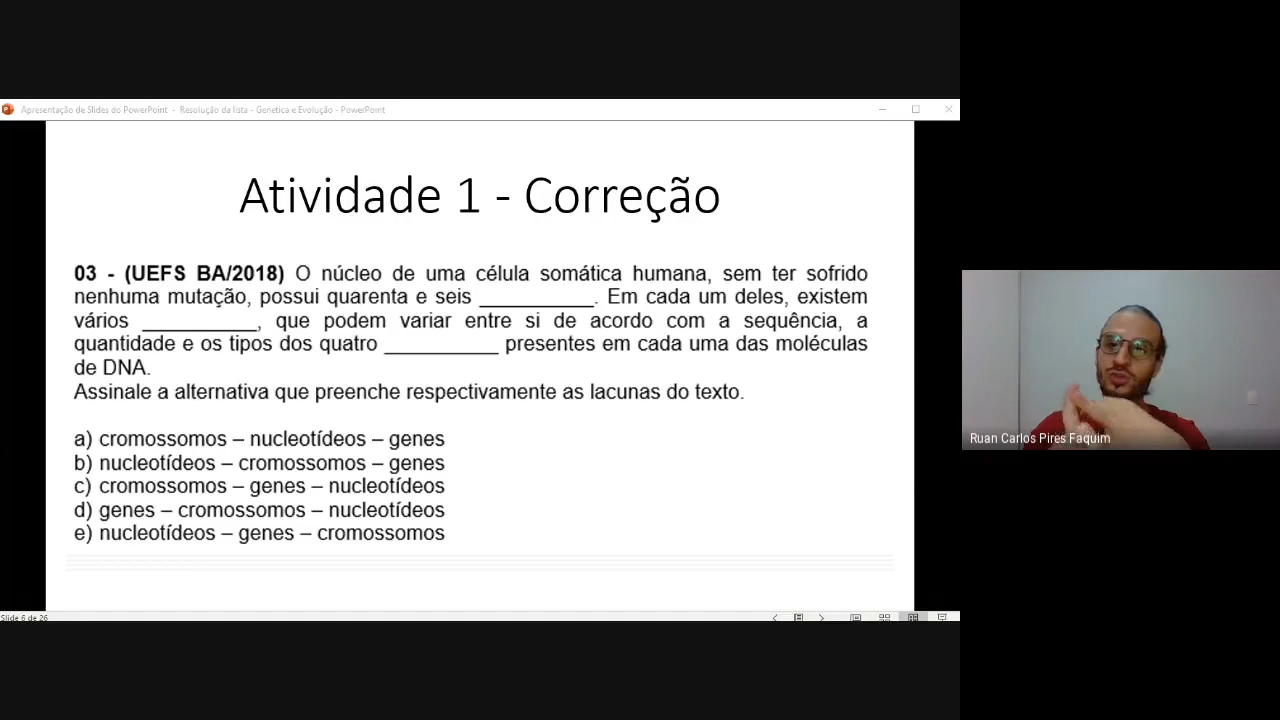 Apresentação de Slides do PowerPoint - Resolução da lista - Genetica e Evolução - PowerPoint
Atividade 1 - Correção
03 - (UEFS BA/2018) O núcleo de uma célula somática humana, sem ter sofrido
nenhuma mutação, possui quarenta e seis __________. Em cada um deles, existem
vários __________, que podem variar entre si de acordo com a sequência, a
quantidade e os tipos dos quatro __________ presentes em cada uma das moléculas
de DNA.
Assinale a alternativa que preenche respectivamente as lacunas do texto.
a) cromossomos – nucleotídeos – genes
b) nucleotídeos – cromossomos – genes
c) cromossomos – genes – nucleotídeos
d) genes – cromossomos – nucleotídeos
e) nucleotídeos – genes – cromossomos
Ruan Carlos Pires Faquim
Slide 6 de 26